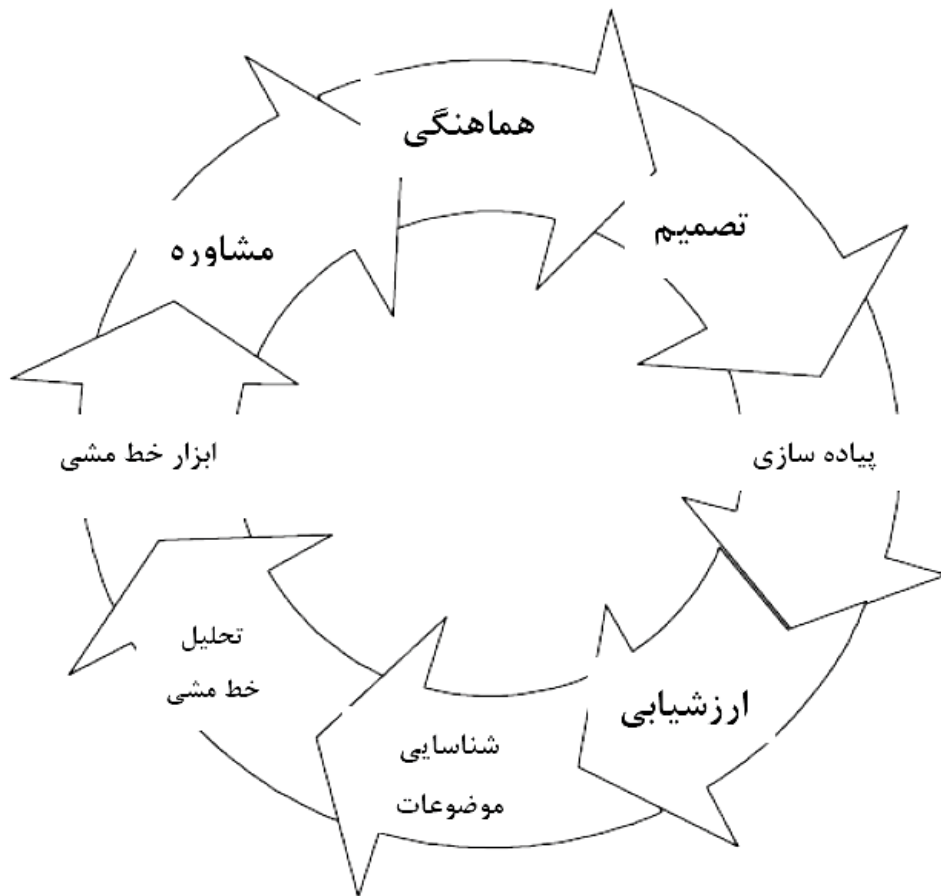 هماهنگی
تصمیم
مشاوره
پیاده سازی
ابزار خط مشی
تحلیل
خط مشی
ارزشیابی
شناسایی
موضوعات